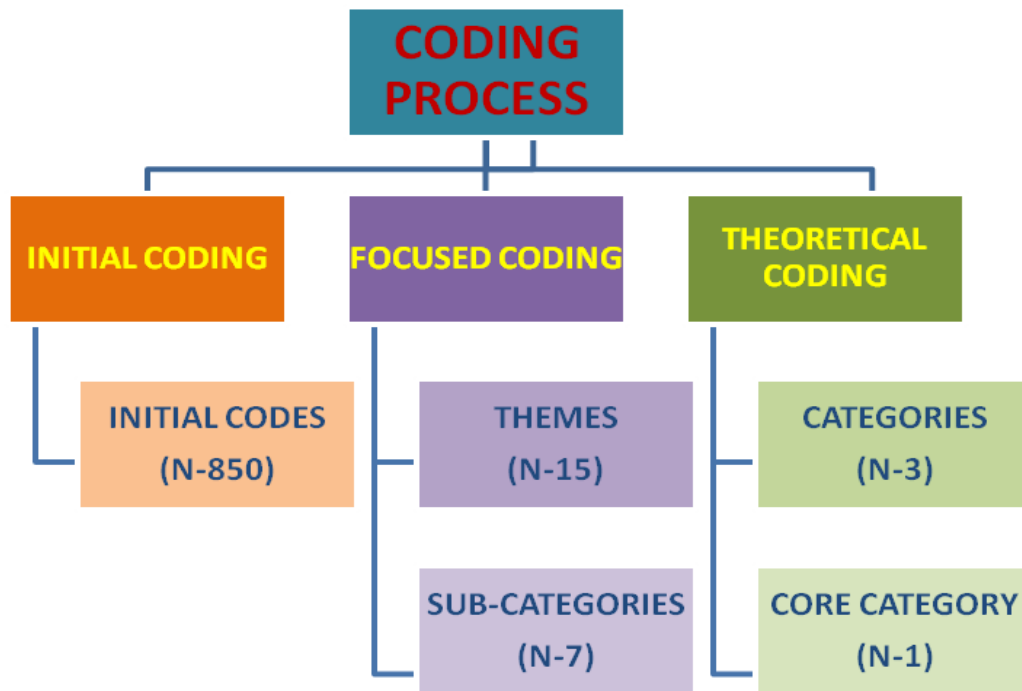 CODING
PROCESS
INITIAL CODING
FOCUSED CODING
THEORETICAL
CODING
INITIAL CODES
(N-850)
THEMES
(N-15)
CATEGORIES
(N-3)
SUB-CATEGORIES
(N-7)
CORE CATEGORY
(N-1)